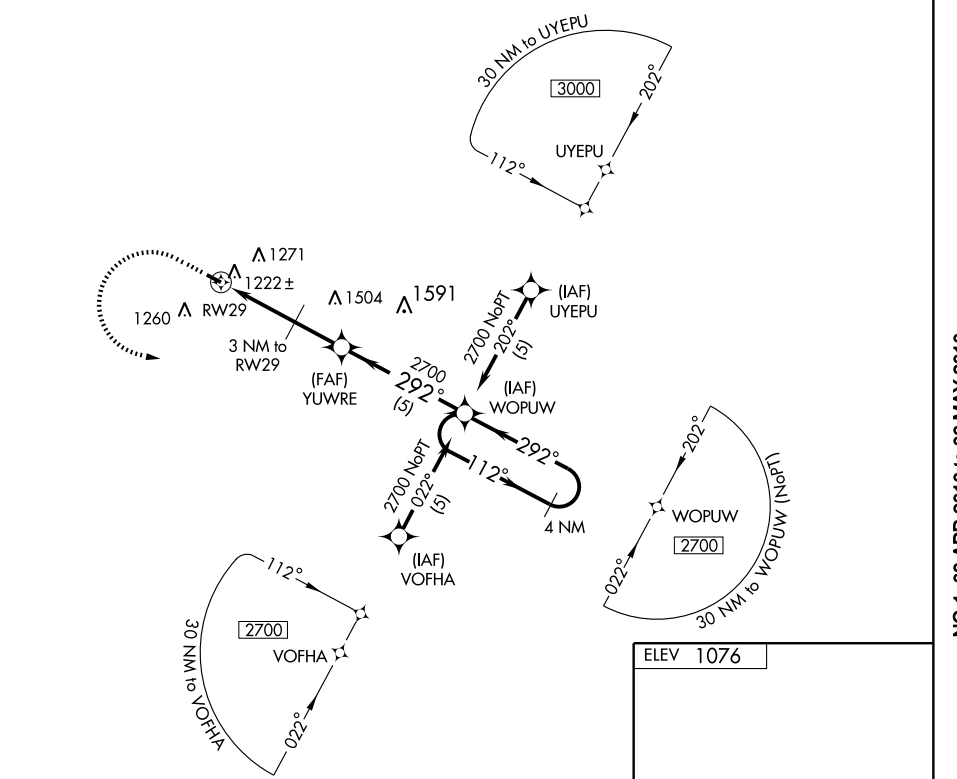 30 NM to UYEPU
3000
202°
UYEPU
112°
1271
1222±
1260
RW29
1504
1591
3 NM to
RW29
(FAF)
YUWRE
2700
292°
(5)
(IAF)
UYEPU
2700 NoPT
202°
(5)
(IAF)
WOPUW
292°
112°
4 NM
2700 NoPT
022°
(5)
(IAF)
VOFHA
202°
WOPUW
2700
022°
30 NM to WOPUW (NoPT)
112°
2700
VOFHA
30 NM to VOFHA
022°
ELEV 1076